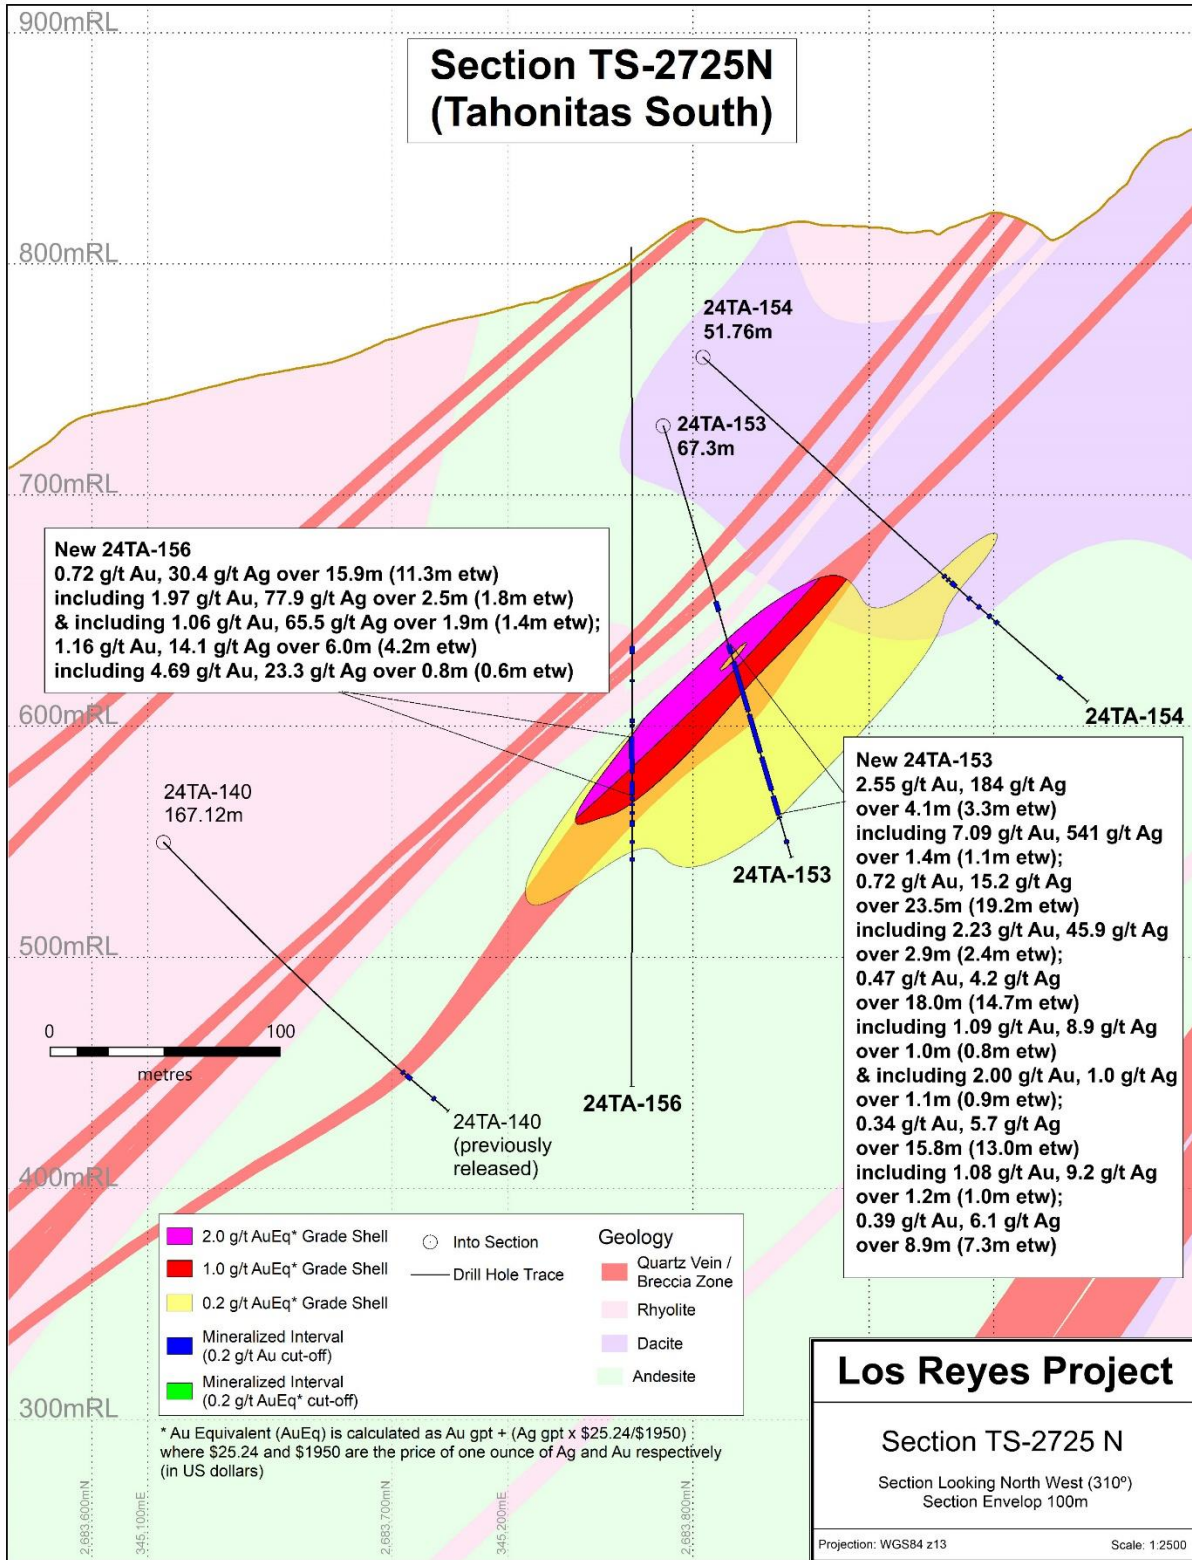 900mRL
Section TS-2725N
(Tahonitas South)
800mRL
24TA-154
51.76m
24TA-153
67.3m
700mRL
New 24TA-156
0.72 g/t Au, 30.4 g/t Ag over 15.9m (11.3m etw)
including 1.97 g/t Au, 77.9 g/t Ag over 2.5m (1.8m etw)
& including 1.06 g/t Au, 65.5 g/t Ag over 1.9m (1.4m etw);
1.16 g/t Au, 14.1 g/t Ag over 6.0m (4.2m etw)
including 4.69 g/t Au, 23.3 g/t Ag over 0.8m (0.6m etw)
24TA-154
600mRL
New 24TA-153
2.55 g/t Au, 184 g/t Ag
over 4.1m (3.3m etw)
including 7.09 g/t Au, 541 g/t Ag
over 1.4m (1.1m etw);
0.72 g/t Au, 15.2 g/t Ag
over 23.5m (19.2m etw)
including 2.23 g/t Au, 45.9 g/t Ag
over 2.9m (2.4m etw);
0.47 g/t Au, 4.2 g/t Ag
over 18.0m (14.7m etw)
including 1.09 g/t Au, 8.9 g/t Ag
over 1.0m (0.8m etw)
& including 2.00 g/t Au, 1.0 g/t Ag
over 1.1m (0.9m etw);
0.34 g/t Au, 5.7 g/t Ag
over 15.8m (13.0m etw)
including 1.08 g/t Au, 9.2 g/t Ag
over 1.2m (1.0m etw);
0.39 g/t Au, 6.1 g/t Ag
over 8.9m (7.3m etw)
24TA-140
167.12m
24TA-153
500mRL
0 100
metres
24TA-156
24TA-140
(previously
released)
400mRL
2.0 g/t AuEq* Grade Shell
1.0 g/t AuEq* Grade Shell
0.2 g/t AuEq* Grade Shell
Mineralized Interval
(0.2 g/t Au cut-off)
Mineralized Interval
(0.2 g/t AuEq* cut-off)
Into Section
Drill Hole Trace
Geology
Quartz Vein /
Breccia Zone
Rhyolite
Dacite
Andesite
300mRL
* Au Equivalent (AuEq) is calculated as Au gpt + (Ag gpt x $25.24/$1950)
where $25.24 and $1950 are the price of one ounce of Ag and Au respectively
(in US dollars)
2,683,600mN
345,100mE
2,683,700mN
345,200mE
2,683,800mN
Los Reyes Project
Section TS-2725 N
Section Looking North West (310º)
Section Envelop 100m
Projection: WGS84 z13
Scale: 1:2500